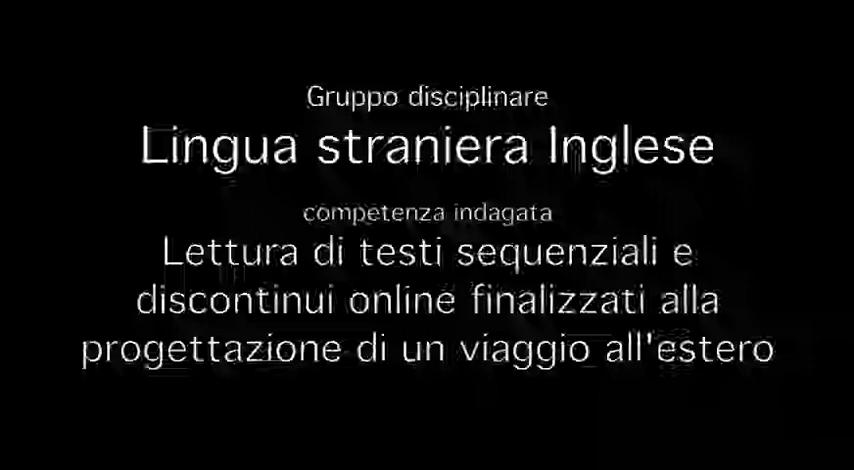 Gruppo disciplinare
Lingua straniera Inglese
competenza indagata
Lettura di testi sequenziali e
discontinui online finalizzati alla
progettazione di un viaggio all'estero